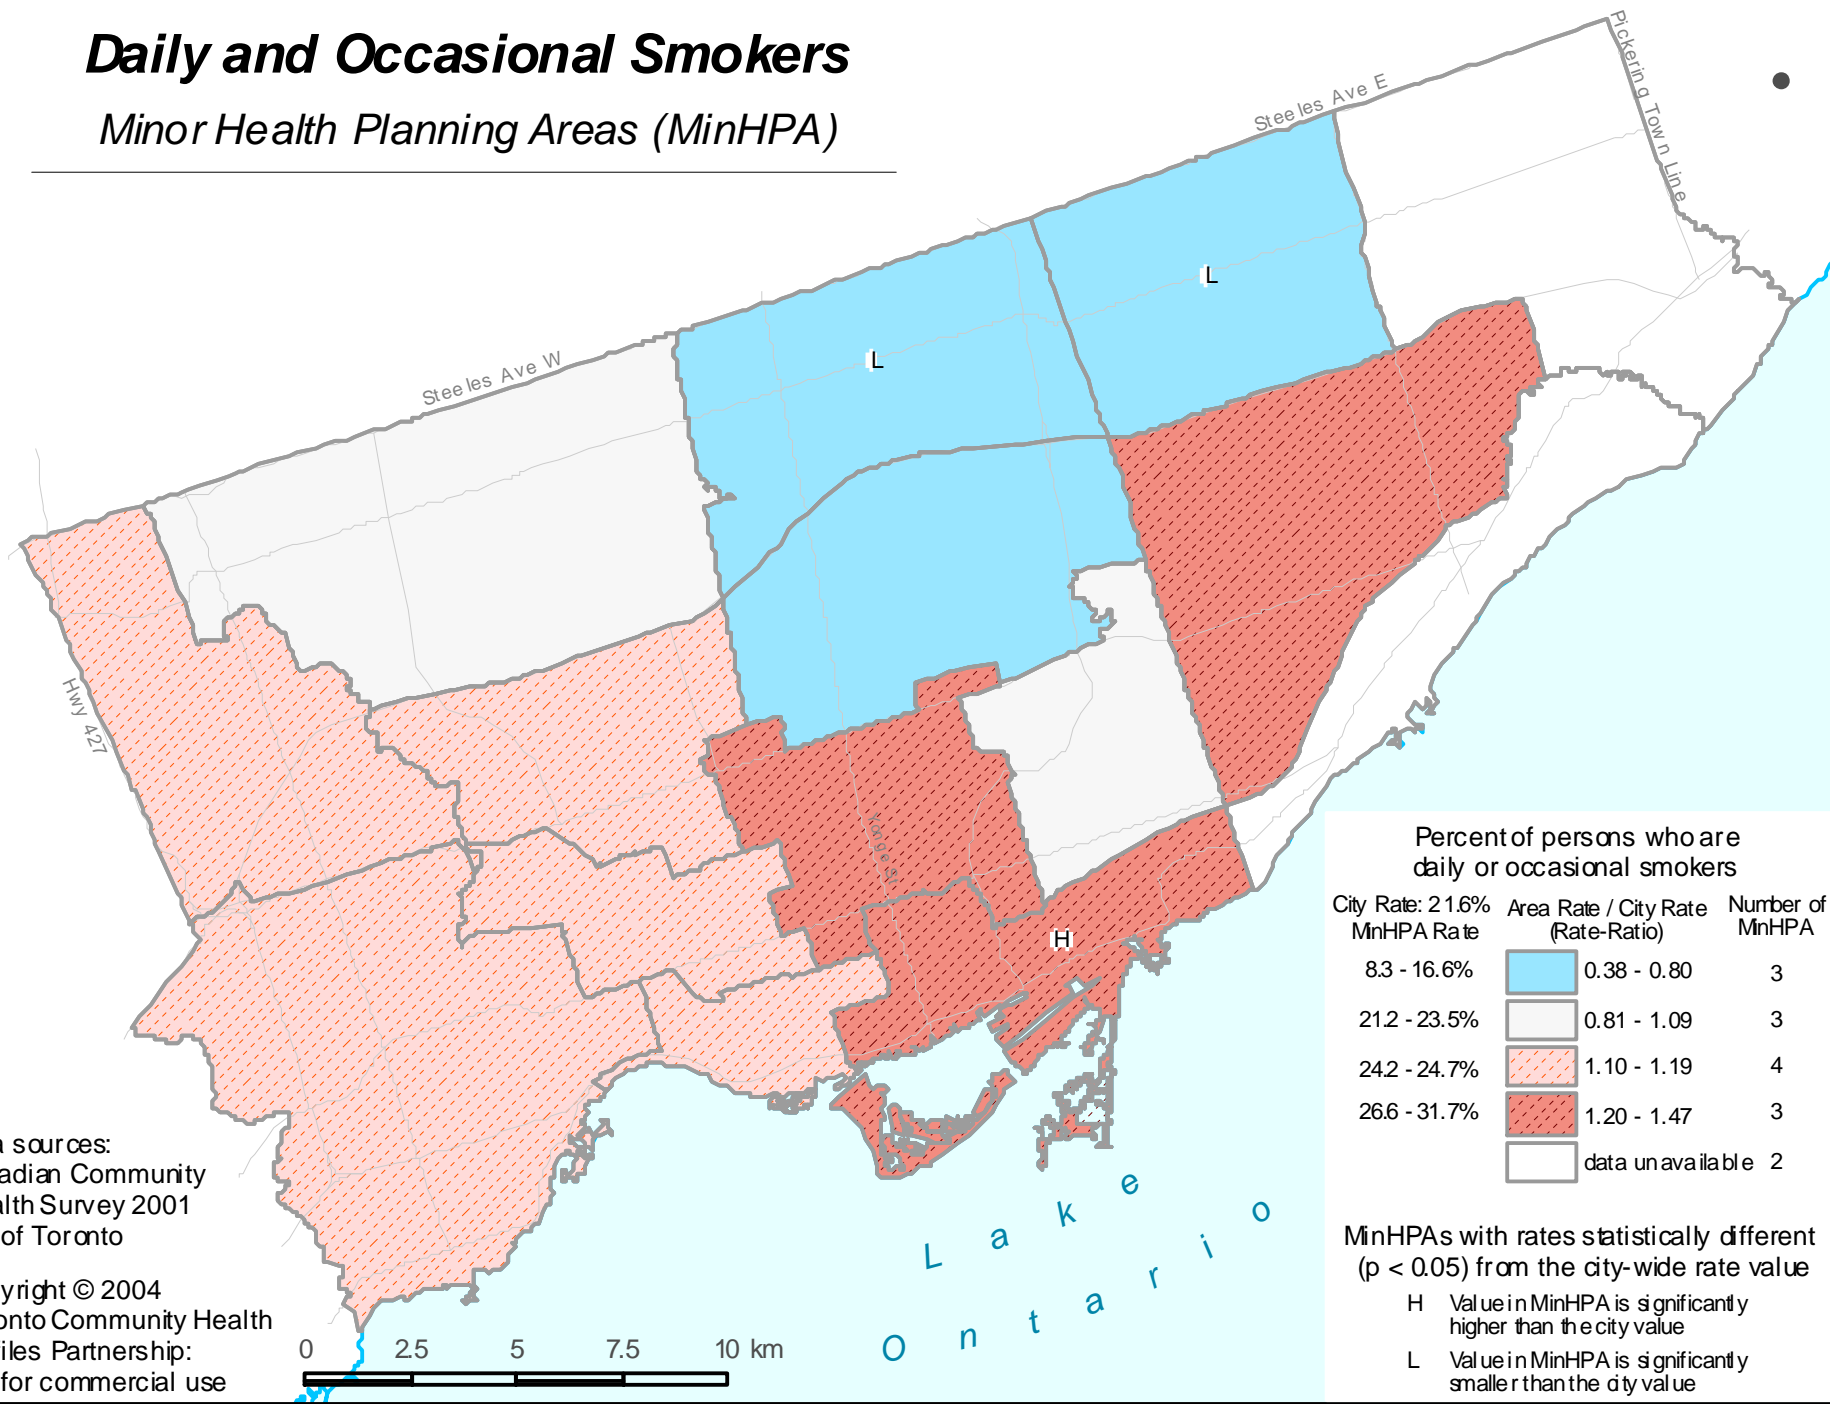 Daily and Occasional Smokers
Minor Health Planning Areas (MinHPA)
Pickering Town Line
Steeles Ave E
Steeles Ave W
Hwy 427
Yonge St
L
L
H
Percent of persons who are
daily or occasional smokers
City Rate: 21.6% Area Rate / City Rate Number of
MinHPA Rate (Rate-Ratio) MinHPA
8.3 - 16.6% 0.38 - 0.80 3
21.2 - 23.5% 0.81 - 1.09 3
24.2 - 24.7% 1.10 - 1.19 4
26.6 - 31.7% 1.20 - 1.47 3
data unavailable 2
MinHPAs with rates statistically different
(p < 0.05) from the city-wide rate value
H Value in MinHPA is significantly
higher than the city value
L Value in MinHPA is significantly
smaller than the city value
a sources:
adian Community
alth Survey 2001
of Toronto
yright © 2004
onto Community Health
files Partnership:
for commercial use
0 2.5 5 7.5 10 km
Lake
Ontario